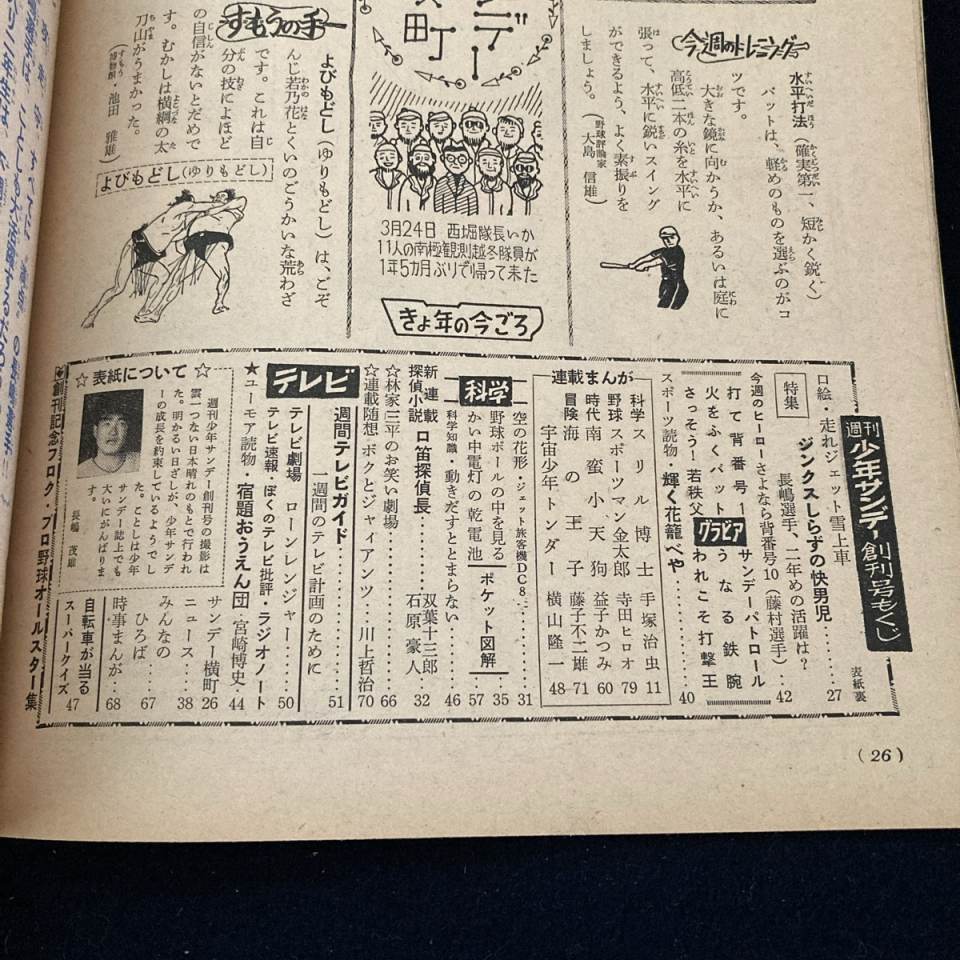 今週のトレーニング
水平打法（確実第一、短かく鋭く）
バットは、軽めのものを選ぶのがコ
ツです。
大きな鏡に向かうか、あるいは庭に
高低二本の糸を水平に
張って、水平に鋭いスイング
ができるよう、よく素振りを
しましょう。（野球評論家 大島 信雄）
町
3月24日 西堀隊長いか
11人の南極観測越冬隊員が
1年5カ月ぶりで帰って来た
きょ年の今ごろ
すもうの手
よびもどし（ゆりもどし）は、ごぞ
んじ若乃花とくいのごうかいな荒わざ
です。これは自
分の技によほど
の自信がないとだめで
す。むかしは横綱の太
刀山がうまかった。
（すもう博物館・池田 雅雄）
よびもどし（ゆりもどし）
週刊少年サンデー創刊号もくじ
表紙裏
口絵・走れジェット雪上車……27
特集
ジンクスしらずの快男児
長嶋選手、二年めの活躍は？……42
今週のヒーロー さよなら背番号10（藤村選手）
グラビア
打て背番号一
サンデーパトロール
火をふくバット
うなる鉄腕
さっそう！若秩父
われこそ打撃王
スポーツ読物・輝く花籠べや……40
連載まんが
科学 スリル博士 手塚治虫 11
野球 スポーツマン金太郎 寺田ヒロオ 79
時代 南蛮小天狗 益子かつみ 60
冒険 海の王子 藤子不二雄 71
宇宙少年トンダー 横山隆一 48
科学
空の花形・ジェット旅客機DC8……31
野球ボールの中を見る……35
かい中電灯の乾電池……57
ポケット図解
科学知識・動きだすととまらない……46
新連載 探偵小説 口笛探偵長……双葉十三郎 石原豪人 32
☆林家三平のお笑い劇場……66
☆連載随想 ボクとジャイアンツ……川上哲治 70
テレビ
週間テレビガイド……51
一週間のテレビ計画のために
テレビ劇場 ローンレンジャー……50
テレビ速報・ぼくのテレビ批評・ラジオノート
★ユーモア読物・宿題おうえん団 宮崎博史……44
サンデー横町 26
みんなのニュース……38
ひろば……67
時事まんが……68
自転車が当る スーパークイズ 47
☆ 表紙について ☆
週刊少年サンデー創刊号の撮影は
雲一つない日本晴れのもとで行われ
た。明かるい日ざしが、少年サンデ
ーの成長を約束しているようでし
た。ことしは少年
サンデー誌上でも
大いにがんばりま
す。
長嶋 茂雄
創刊記念フロク・プロ野球オールスター集
（26）